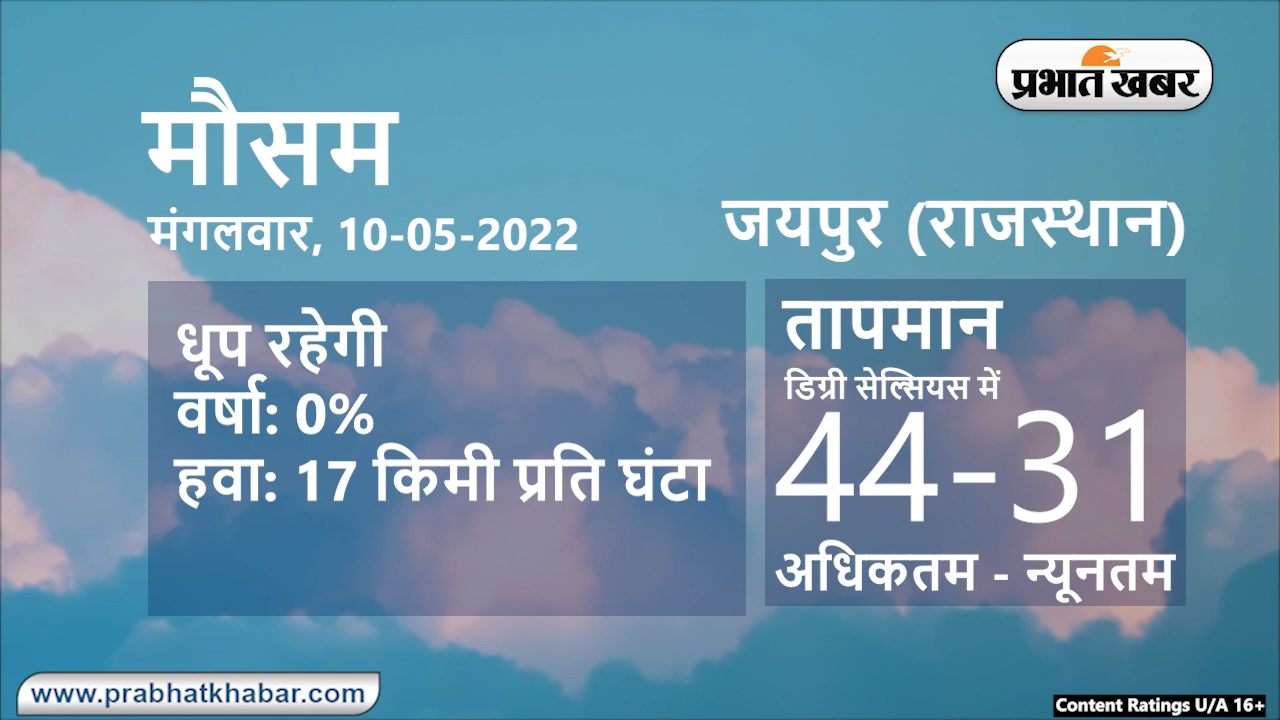 प्रभात खबर
मौसम
मंगलवार, 10-05-2022
जयपुर (राजस्थान)
धूप रहेगी
वर्षा: 0%
हवा: 17 किमी प्रति घंटा
तापमान
डिग्री सेल्सियस में
44-31
अधिकतम - न्यूनतम
www.prabhatkhabar.com
Content Ratings U/A 16+